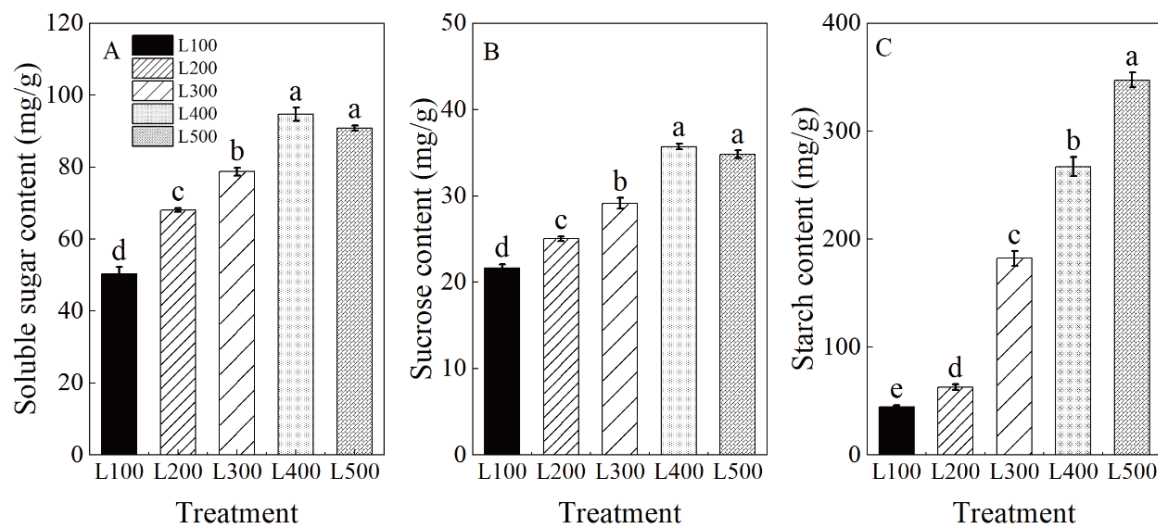 Soluble sugar content (mg/g)
120
100
80
60
40
20
0
A
L100
L200
L300
L400
L500
d
c
b
a
a
L100 L200 L300 L400 L500
Treatment
Sucrose content (mg/g)
50
40
30
20
10
0
B
d
c
b
a
a
L100 L200 L300 L400 L500
Treatment
Starch content (mg/g)
400
300
200
100
0
C
e
d
c
b
a
L100 L200 L300 L400 L500
Treatment